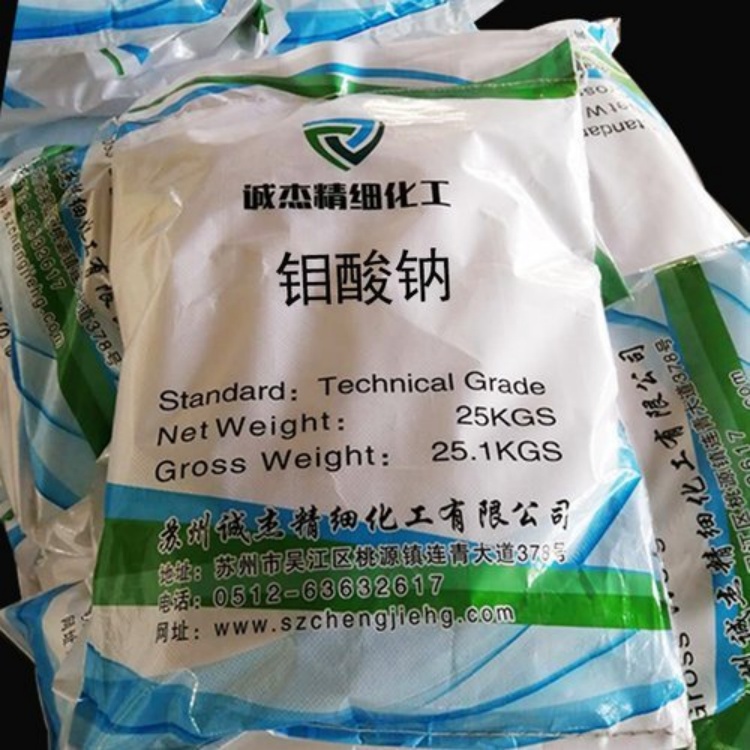 诚杰精细化工
钼酸钠
Standard: Technical Grade
Net Weight: 25KGS
Gross Weight: 25.1KGS
苏州诚杰精细化工有限公司
地址: 苏州市吴江区桃源镇连青大道378号
电话: 0512-63632617
网址: www.szchengjiehg.com